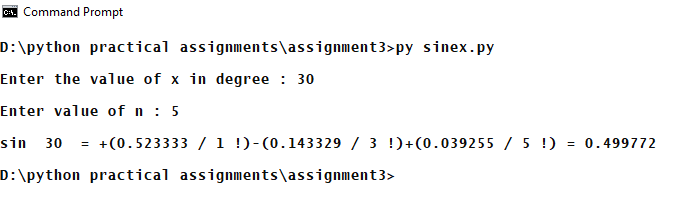 Command Prompt
D:\python practical assignments\assignment3>py sinex.py
Enter the value of x in degree : 30
Enter value of n : 5
sin  30  = +(0.523333 / 1 !)-(0.143329 / 3 !)+(0.039255 / 5 !) = 0.499772
D:\python practical assignments\assignment3>